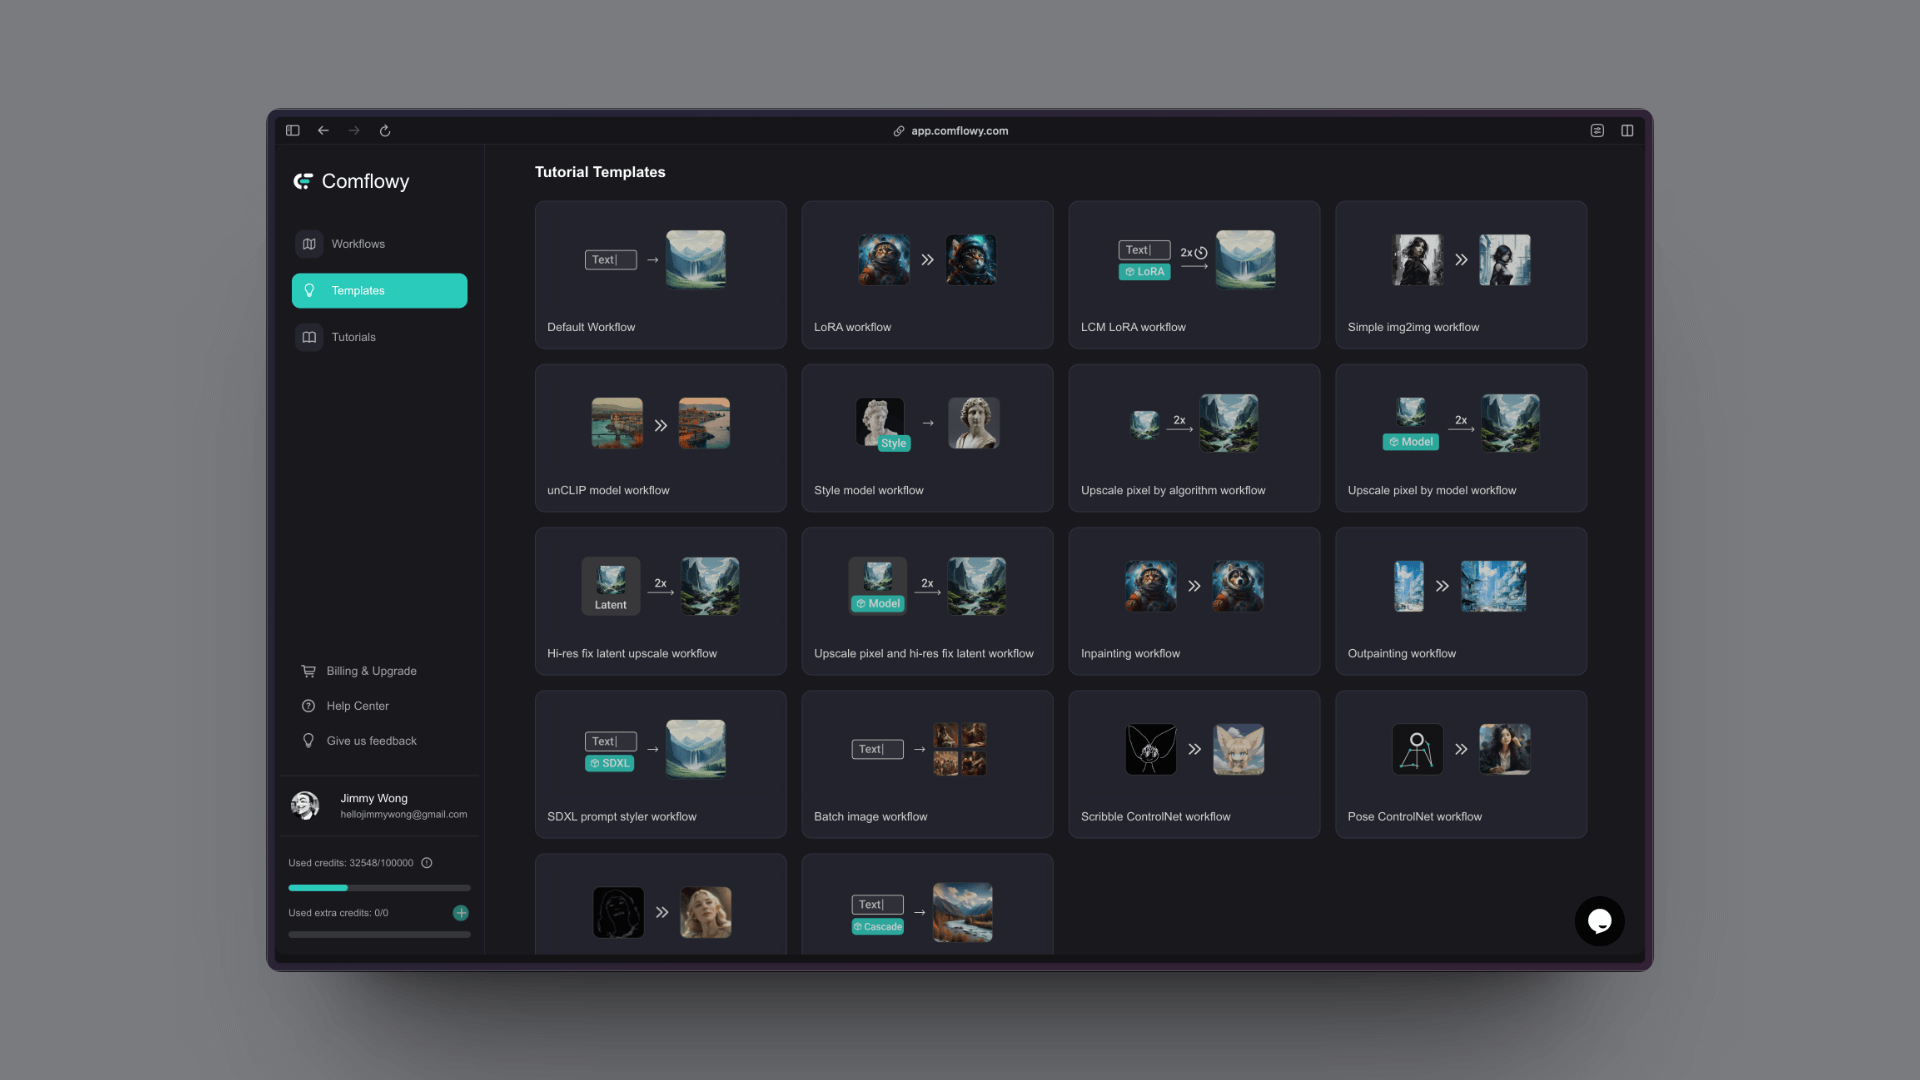 app.comflowy.com
Comflowy
Workflows
Templates
Tutorials
Billing & Upgrade
Help Center
Give us feedback
Jimmy Wong
hellojimmywong@gmail.com
Used credits: 32548/100000
Used extra credits: 0/0
Tutorial Templates
Text
Default Workflow
LoRA workflow
Text
LoRA
2x
LCM LoRA workflow
Simple img2img workflow
unCLIP model workflow
Style
Style model workflow
2x
Upscale pixel by algorithm workflow
Model
2x
Upscale pixel by model workflow
Latent
2x
Hi-res fix latent upscale workflow
Model
2x
Upscale pixel and hi-res fix latent workflow
Inpainting workflow
Outpainting workflow
Text
SDXL
SDXL prompt styler workflow
Text
Batch image workflow
Scribble ControlNet workflow
Pose ControlNet workflow
Text
Cascade